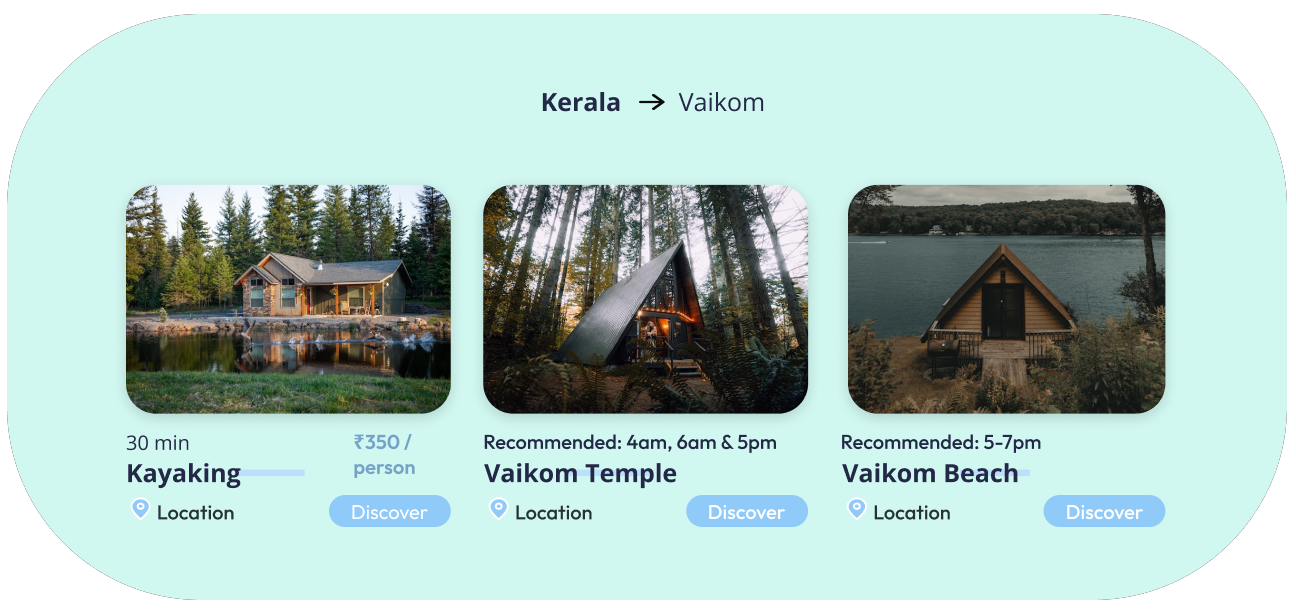 Kerala → Vaikom
30 min
₹350 /
person
Kayaking
Location
Discover
Recommended: 4am, 6am & 5pm
Vaikom Temple
Location
Discover
Recommended: 5-7pm
Vaikom Beach
Location
Discover